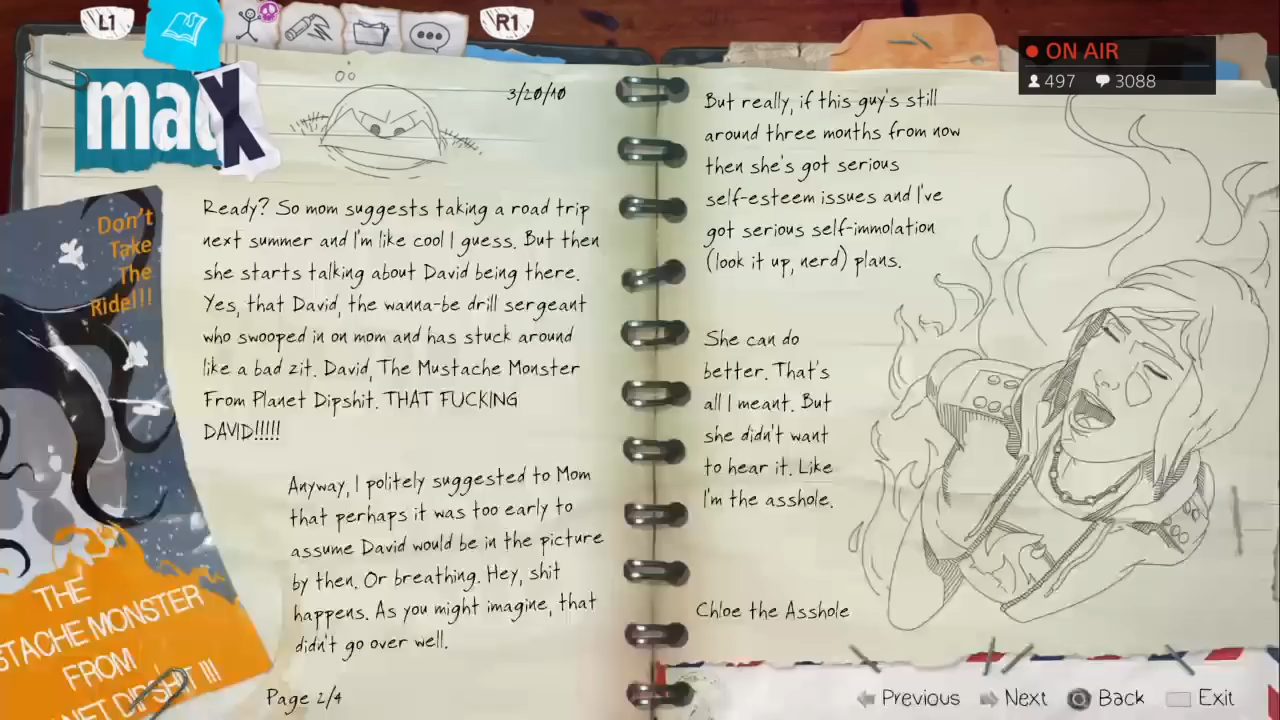 L1
R1
ON AIR
497 3088
max
3/20/10
Don't
Take
The
Ride!!!
Ready? So mom suggests taking a road trip
next summer and I'm like cool I guess. But then
she starts talking about David being there.
Yes, that David, the wanna-be drill sergeant
who swooped in on mom and has stuck around
like a bad zit. David, The Mustache Monster
From Planet Dipshit. THAT FUCKING
DAVID!!!!!
Anyway, I politely suggested to Mom
that perhaps it was too early to
assume David would be in the picture
by then. Or breathing. Hey, shit
happens. As you might imagine, that
didn't go over well.
THE
STACHE MONSTER
FROM
NET DIPSHIT !!!
Page 2/4
But really, if this guy's still
around three months from now
then she's got serious
self-esteem issues and I've
got serious self-immolation
(look it up, nerd) plans.
She can do
better. That's
all I meant. But
she didn't want
to hear it. Like
I'm the asshole.
Chloe the Asshole
Previous Next Back Exit